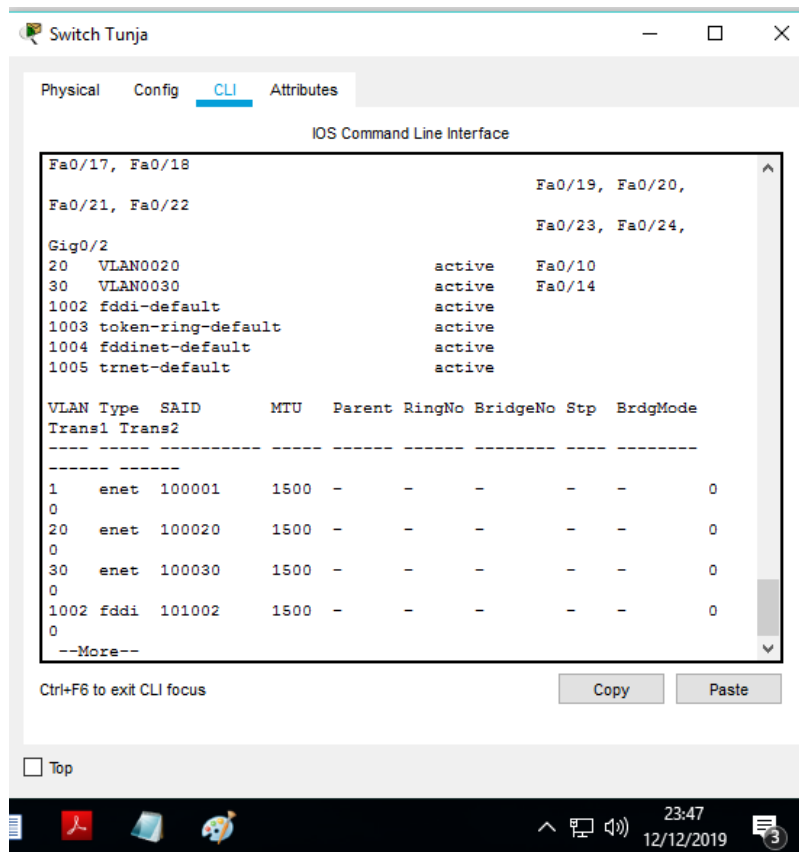 Switch Tunja
Physical Config CLI Attributes
IOS Command Line Interface
Fa0/17, Fa0/18
Fa0/19, Fa0/20,
Fa0/21, Fa0/22
Fa0/23, Fa0/24,
Gig0/2
20 VLAN0020 active Fa0/10
30 VLAN0030 active Fa0/14
1002 fddi-default active
1003 token-ring-default active
1004 fddinet-default active
1005 trnet-default active
VLAN Type SAID MTU Parent RingNo BridgeNo Stp BrdgMode
Trans1 Trans2
---- ----- ---------- ----- ------ ------ -------- ---- --------
------ ------
1 enet 100001 1500 - - - - - 0
0
20 enet 100020 1500 - - - - - 0
0
30 enet 100030 1500 - - - - - 0
0
1002 fddi 101002 1500 - - - - - 0
0
--More--
Ctrl+F6 to exit CLI focus Copy Paste
Top
23:47
12/12/2019
3